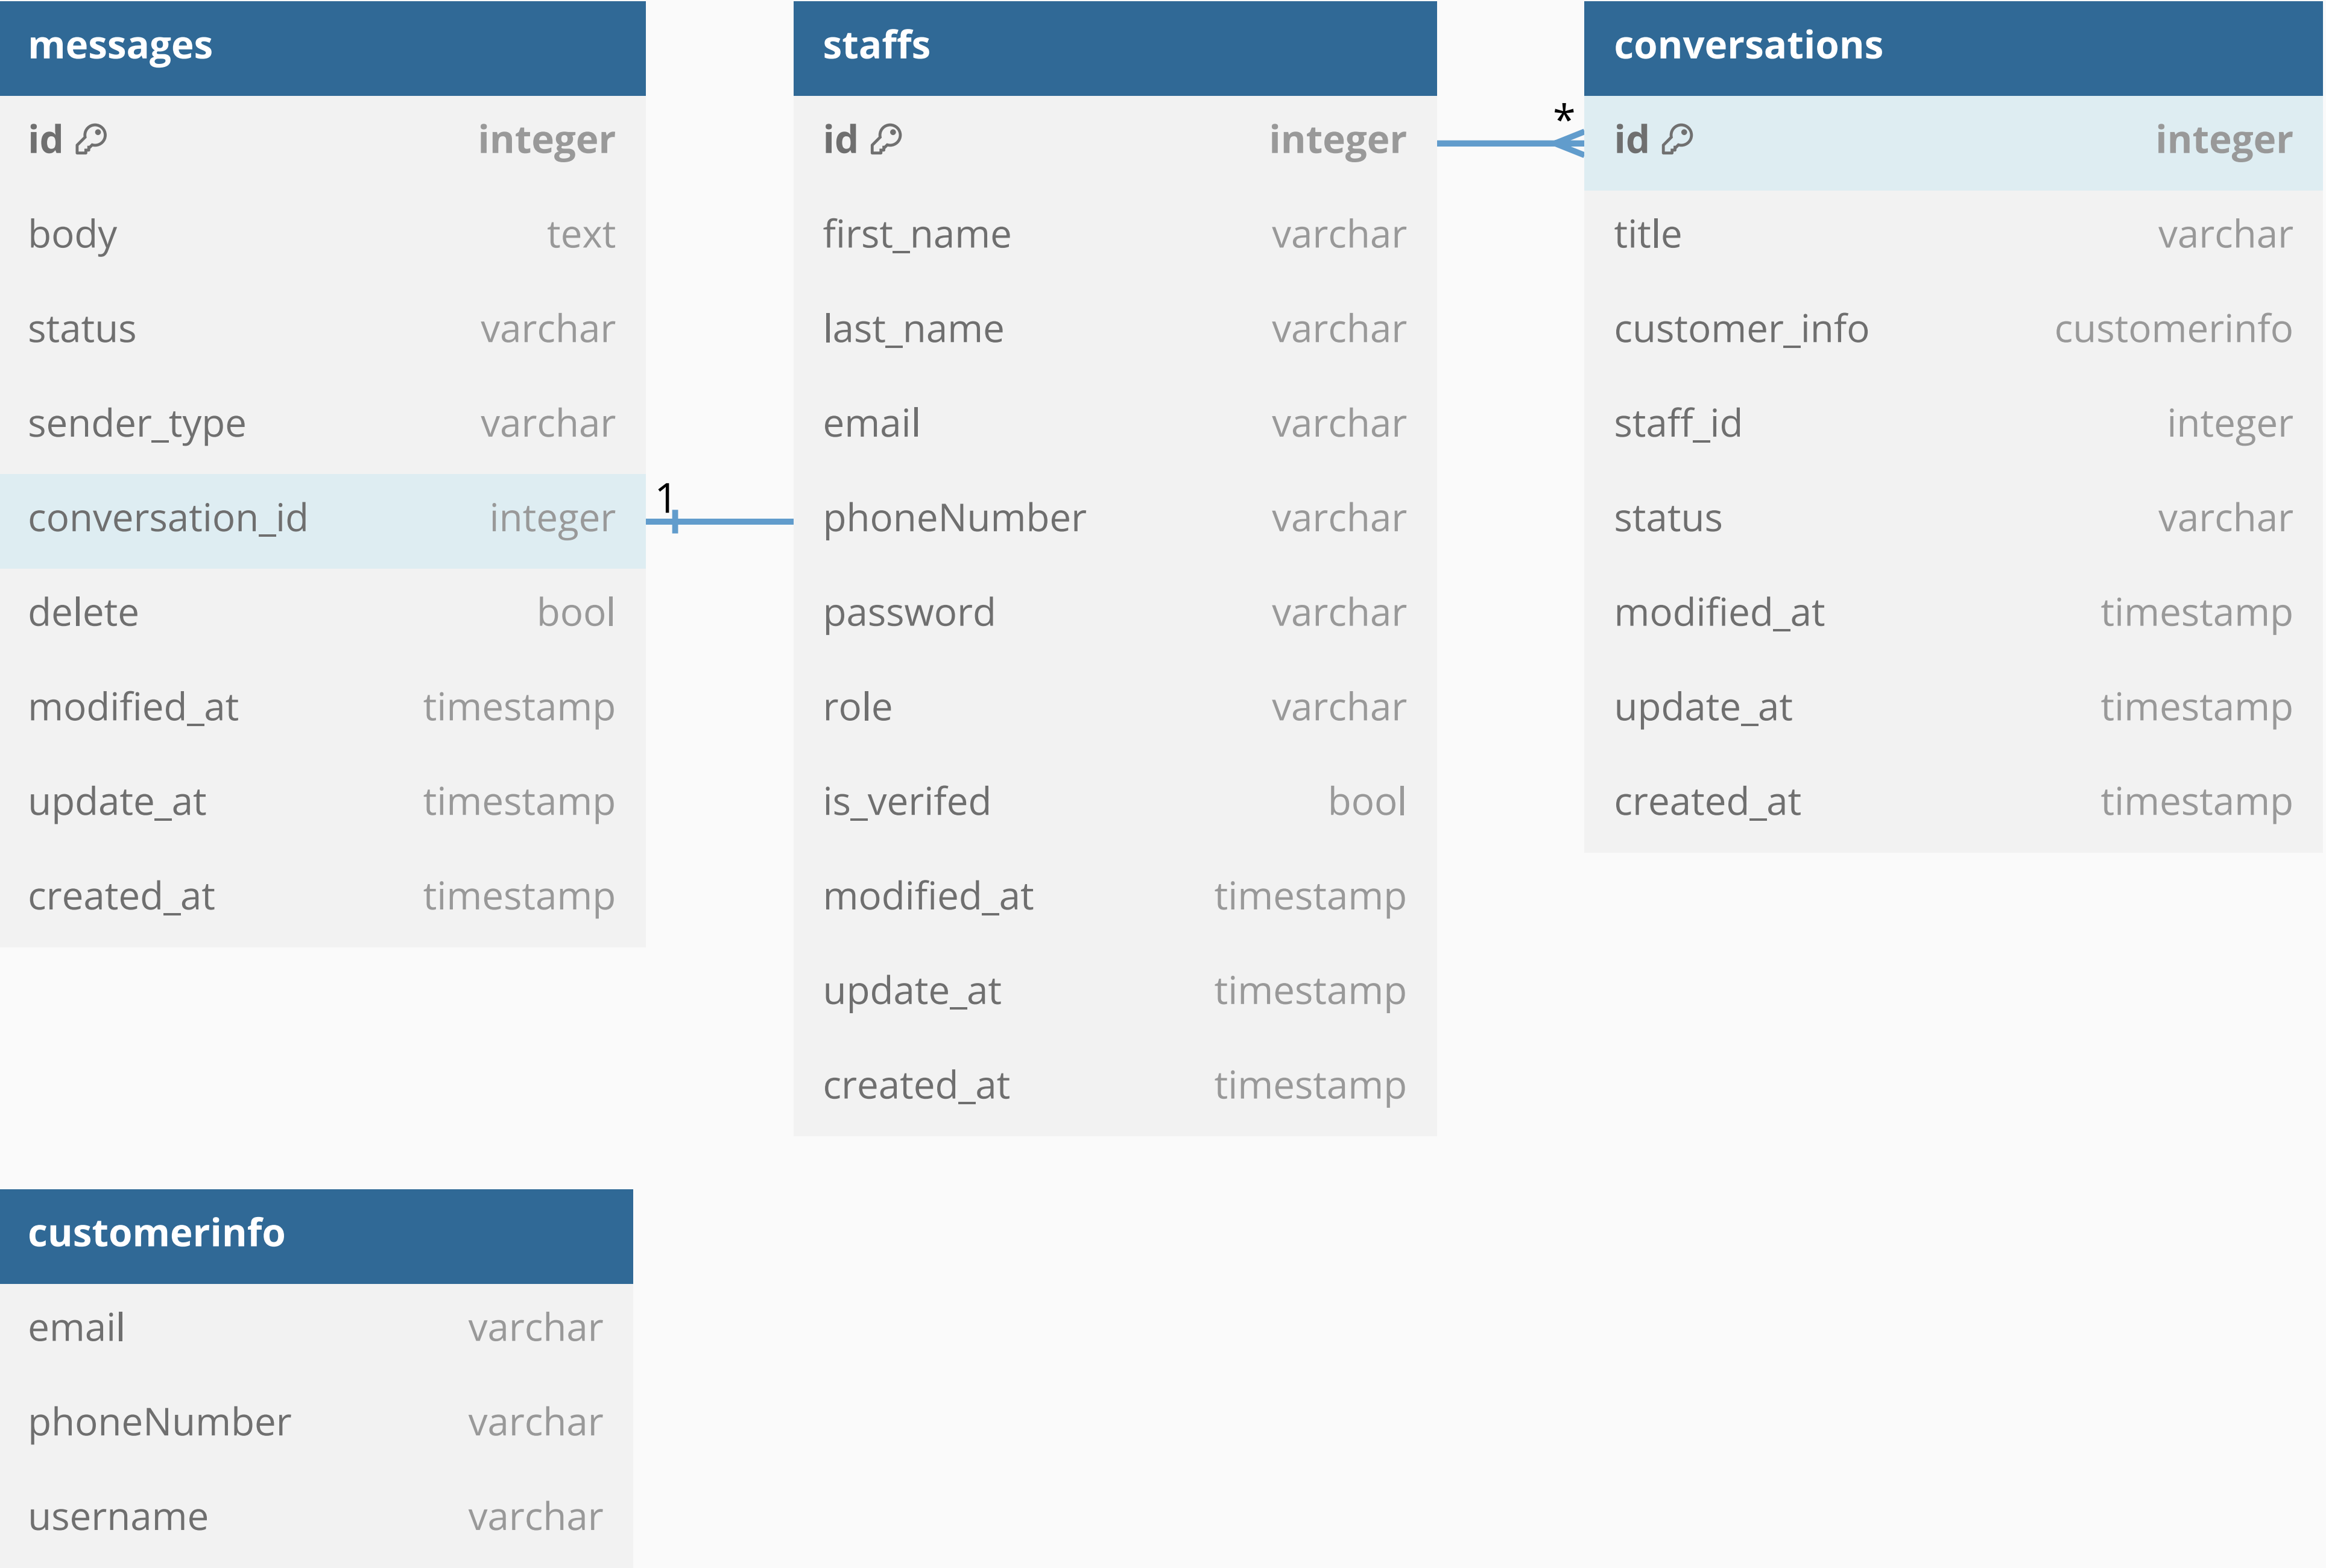 messages
id integer
body text
status varchar
sender_type varchar
conversation_id integer
delete bool
modified_at timestamp
update_at timestamp
created_at timestamp
1
staffs
id integer
first_name varchar
last_name varchar
email varchar
phoneNumber varchar
password varchar
role varchar
is_verifed bool
modified_at timestamp
update_at timestamp
created_at timestamp
*
conversations
id integer
title varchar
customer_info customerinfo
staff_id integer
status varchar
modified_at timestamp
update_at timestamp
created_at timestamp
customerinfo
email varchar
phoneNumber varchar
username varchar